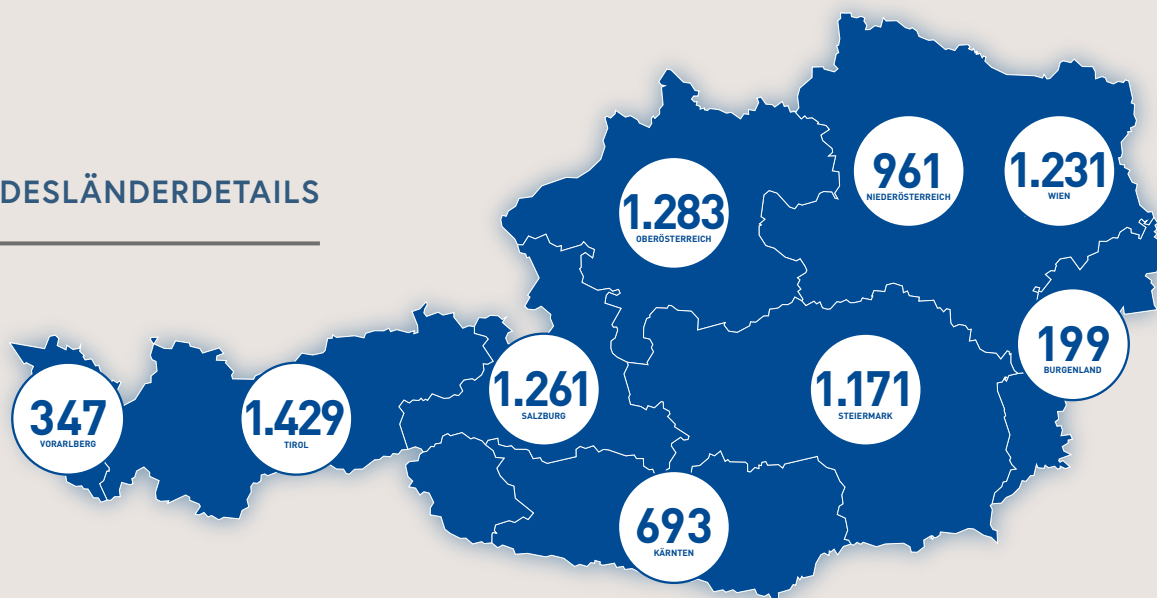 DESLÄNDERDETAILS
961
NIEDERÖSTERREICH
1.231
WIEN
1.283
OBERÖSTERREICH
199
BURGENLAND
347
VORARLBERG
1.429
TIROL
1.261
SALZBURG
1.171
STEIERMARK
693
KÄRNTEN